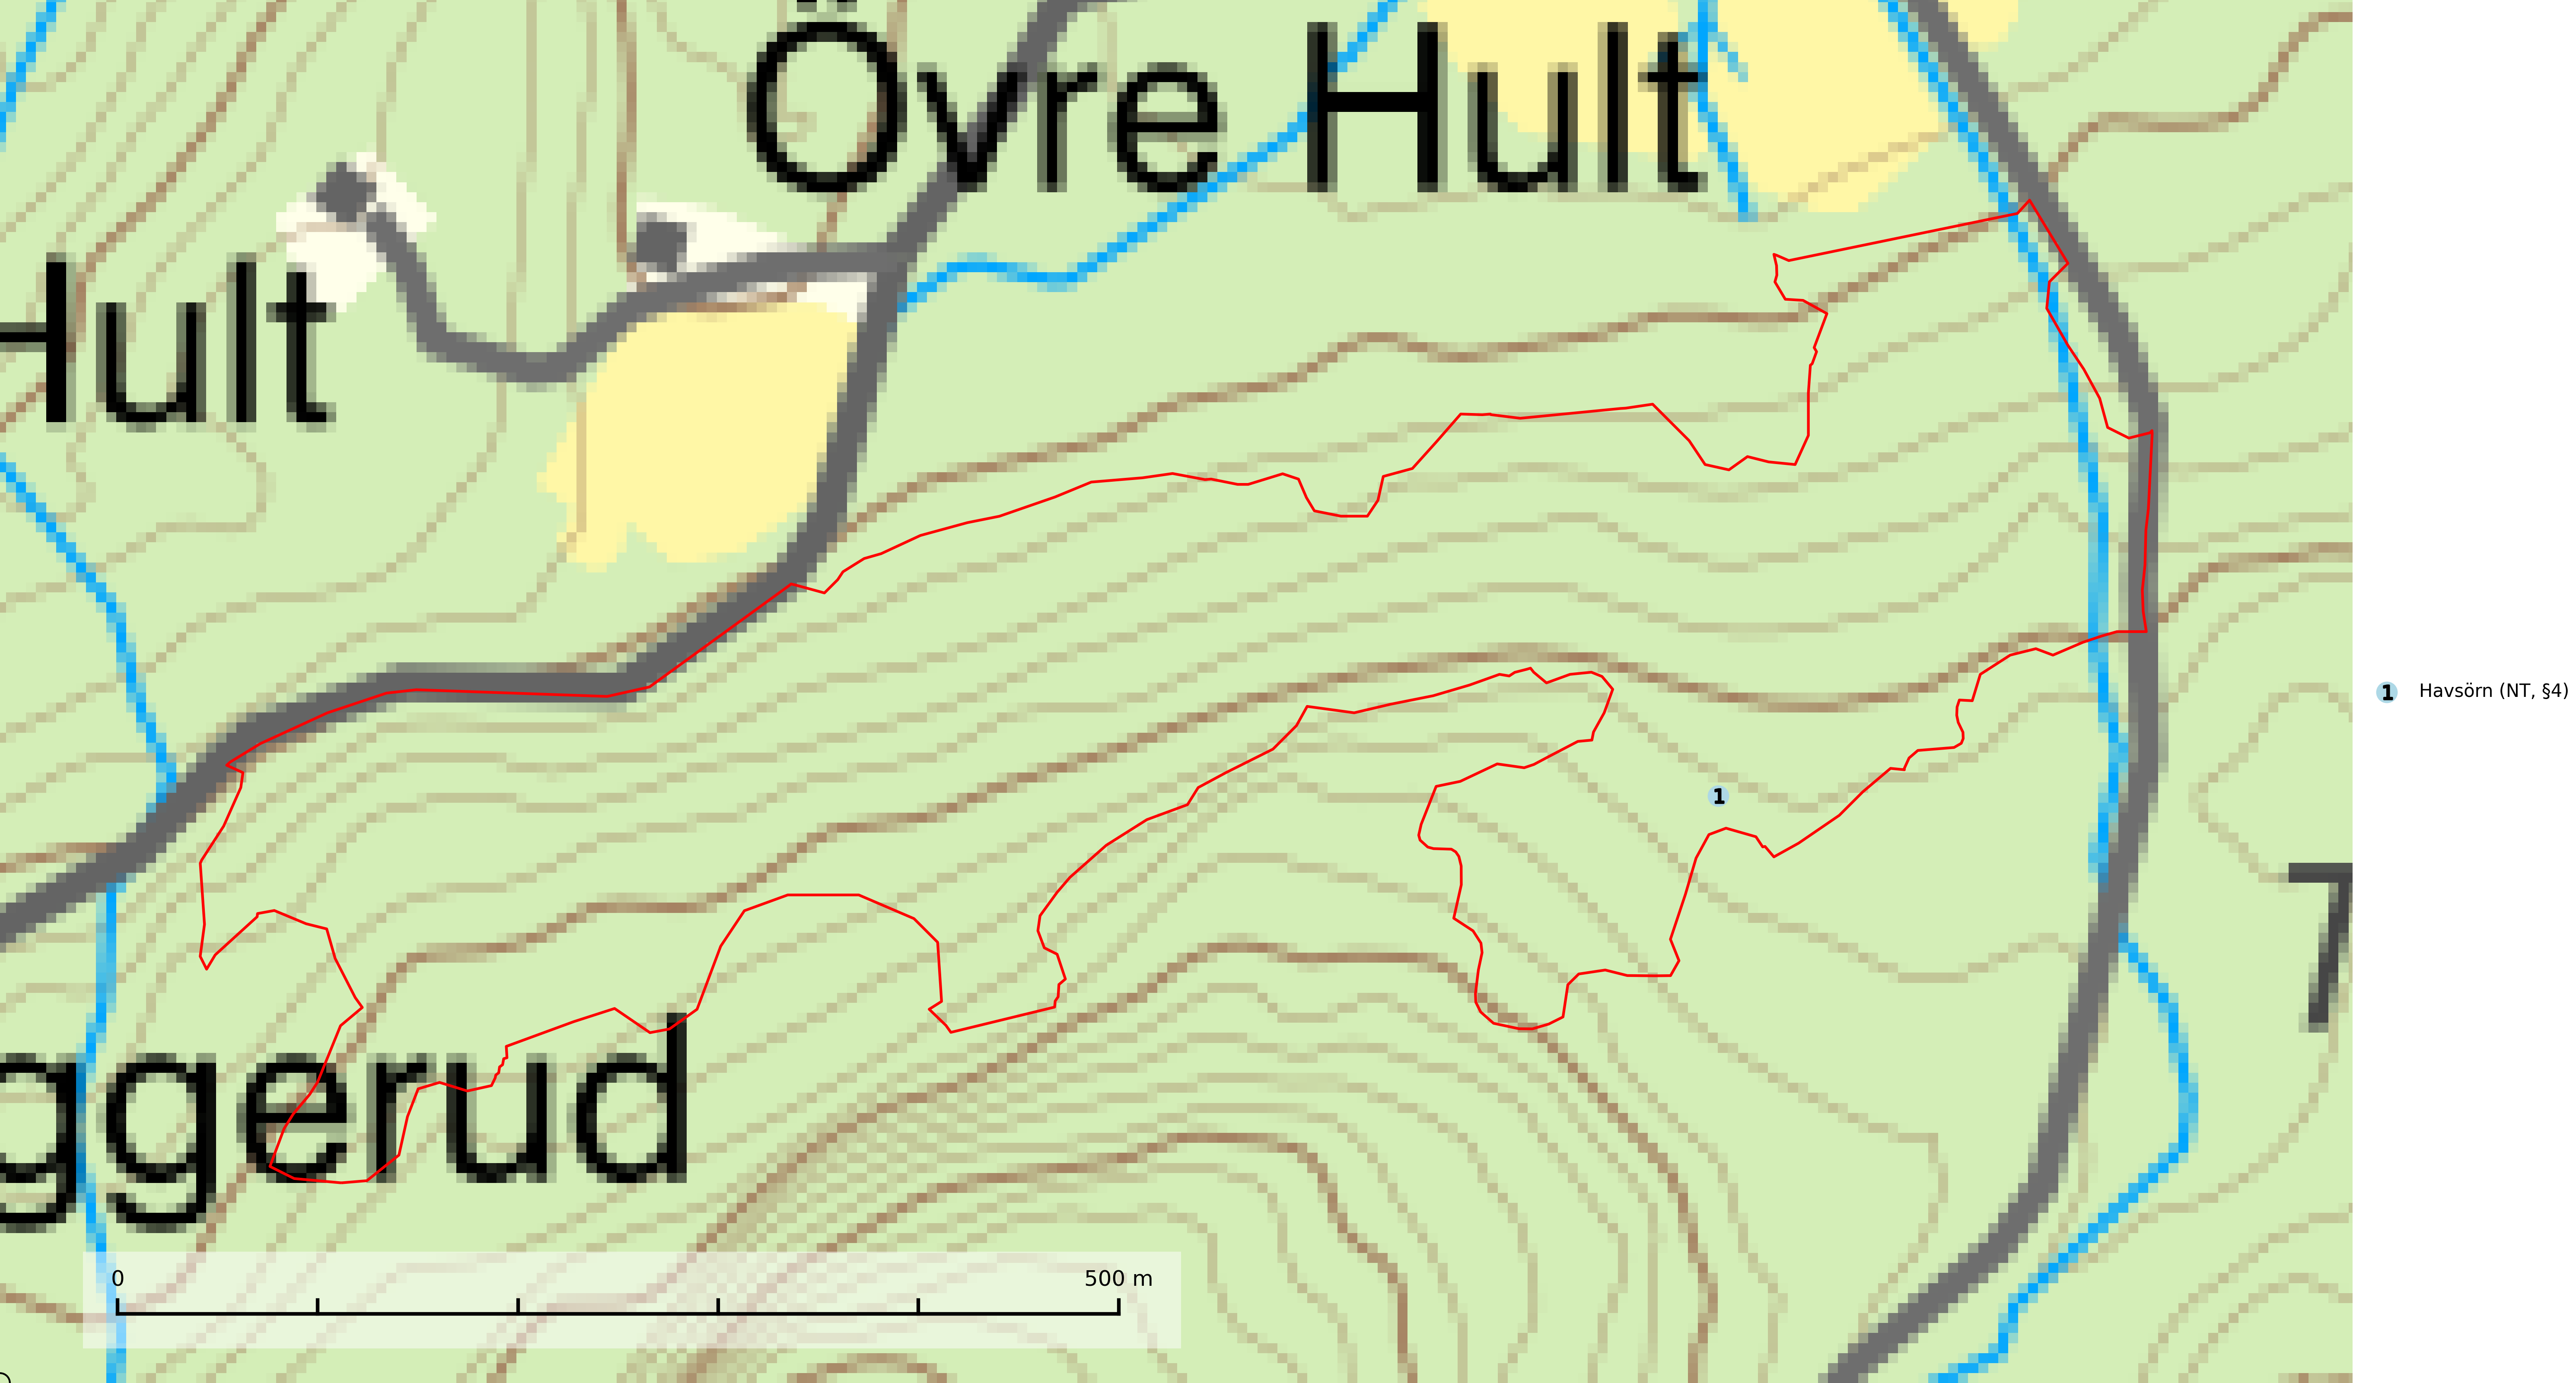 Övre Hult
Hult
1 Havsörn (NT, §4)
1
ggerud
0 500 m